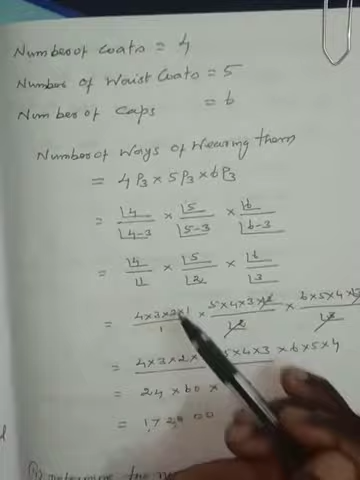 Number of Coats = 4
Number of Waist Coats = 5
Number of Caps = 6
Number of Ways of Wearing them
= 4P3 × 5P3 × 6P3
= |4 / |4-3 × |5 / |5-3 × |6 / |6-3
= |4 / |1 × |5 / |2 × |6 / |3
= 4×3×2×1 / 1 × 5×4×3×|2 / |2 × 6×5×4×|3 / |3
= 4×3×2× 5×4×3 × 6×5×4
= 24 × 60 ×
= 1,72 00